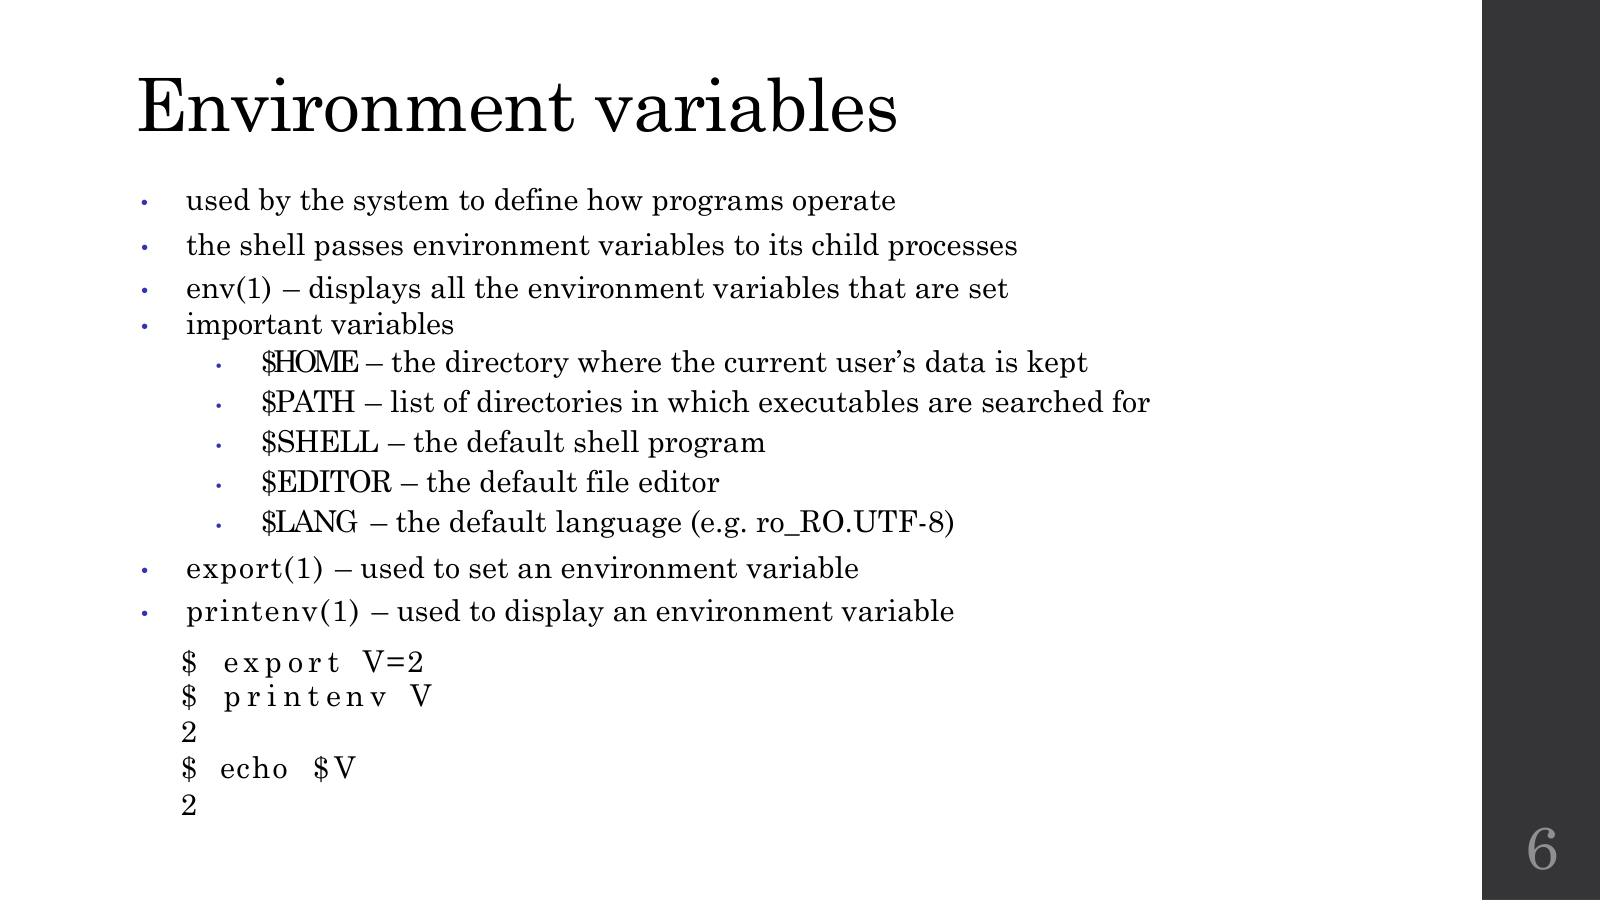 Environment variables
• used by the system to define how programs operate
• the shell passes environment variables to its child processes
• env(1) – displays all the environment variables that are set
• important variables
• $HOME – the directory where the current user’s data is kept
• $PATH – list of directories in which executables are searched for
• $SHELL – the default shell program
• $EDITOR – the default file editor
• $LANG – the default language (e.g. ro_RO.UTF-8)
• export(1) – used to set an environment variable
• printenv(1) – used to display an environment variable
$ export V=2
$ printenv V
2
$ echo $V
2
6